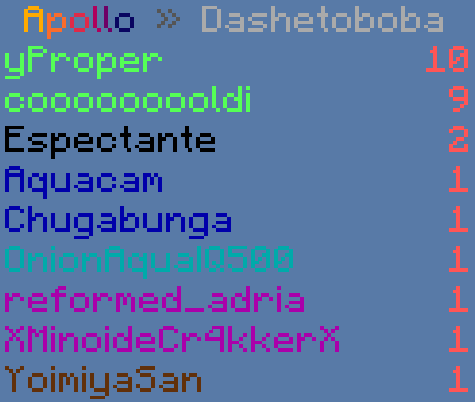 Apollo » Dashetoboba
yProper 10
cooooooooldi 9
Espectante 2
Aquacam 1
Chugabunga 1
OnionAqualQ500 1
reformed_adria 1
XMinoideCr4kkerX 1
YoimiyaSan 1